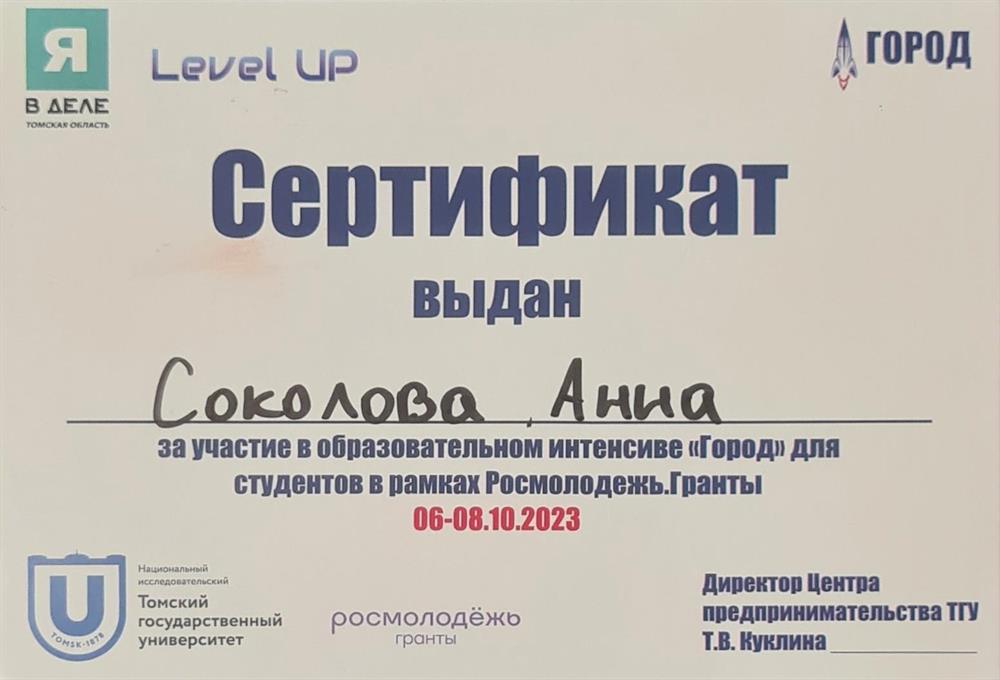 Я
В ДЕЛЕ
ТОМСКАЯ ОБЛАСТЬ
Level UP
ГОРОД
Сертификат
выдан
Соколова Анна
за участие в образовательном интенсиве «Город» для
студентов в рамках Росмолодежь.Гранты
06-08.10.2023
U
TOMSK-1878
Национальный
исследовательский
Томский
государственный
университет
росмолодёжь
гранты
Директор Центра
предпринимательства ТГУ
Т.В. Куклина